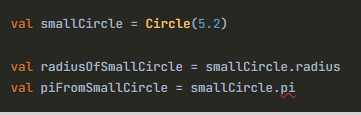 val smallCircle = Circle(5.2)
val radiusOfSmallCircle = smallCircle.radius
val piFromSmallCircle = smallCircle.pi